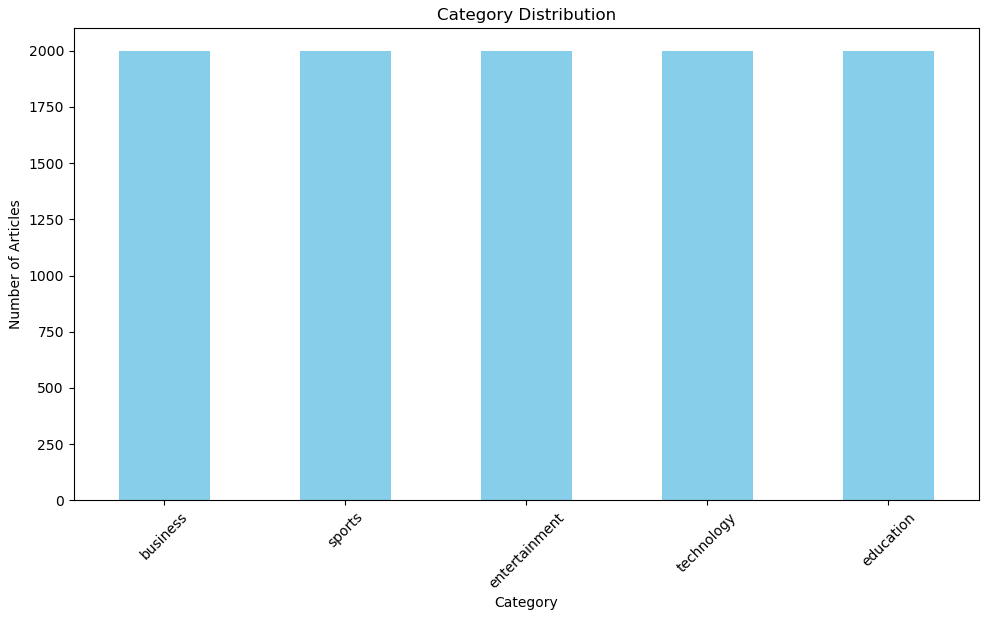 Category Distribution
Number of Articles
2000
1750
1500
1250
1000
750
500
250
0
business
sports
entertainment
technology
education
Category